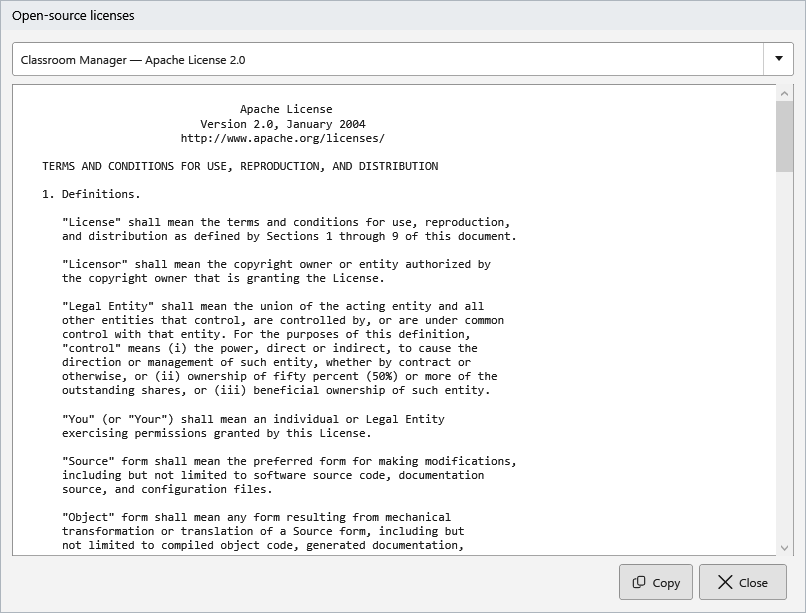 Open-source licenses
Classroom Manager — Apache License 2.0
Apache License
Version 2.0, January 2004
http://www.apache.org/licenses/
TERMS AND CONDITIONS FOR USE, REPRODUCTION, AND DISTRIBUTION
1. Definitions.
"License" shall mean the terms and conditions for use, reproduction,
and distribution as defined by Sections 1 through 9 of this document.
"Licensor" shall mean the copyright owner or entity authorized by
the copyright owner that is granting the License.
"Legal Entity" shall mean the union of the acting entity and all
other entities that control, are controlled by, or are under common
control with that entity. For the purposes of this definition,
"control" means (i) the power, direct or indirect, to cause the
direction or management of such entity, whether by contract or
otherwise, or (ii) ownership of fifty percent (50%) or more of the
outstanding shares, or (iii) beneficial ownership of such entity.
"You" (or "Your") shall mean an individual or Legal Entity
exercising permissions granted by this License.
"Source" form shall mean the preferred form for making modifications,
including but not limited to software source code, documentation
source, and configuration files.
"Object" form shall mean any form resulting from mechanical
transformation or translation of a Source form, including but
not limited to compiled object code, generated documentation,
Copy
Close